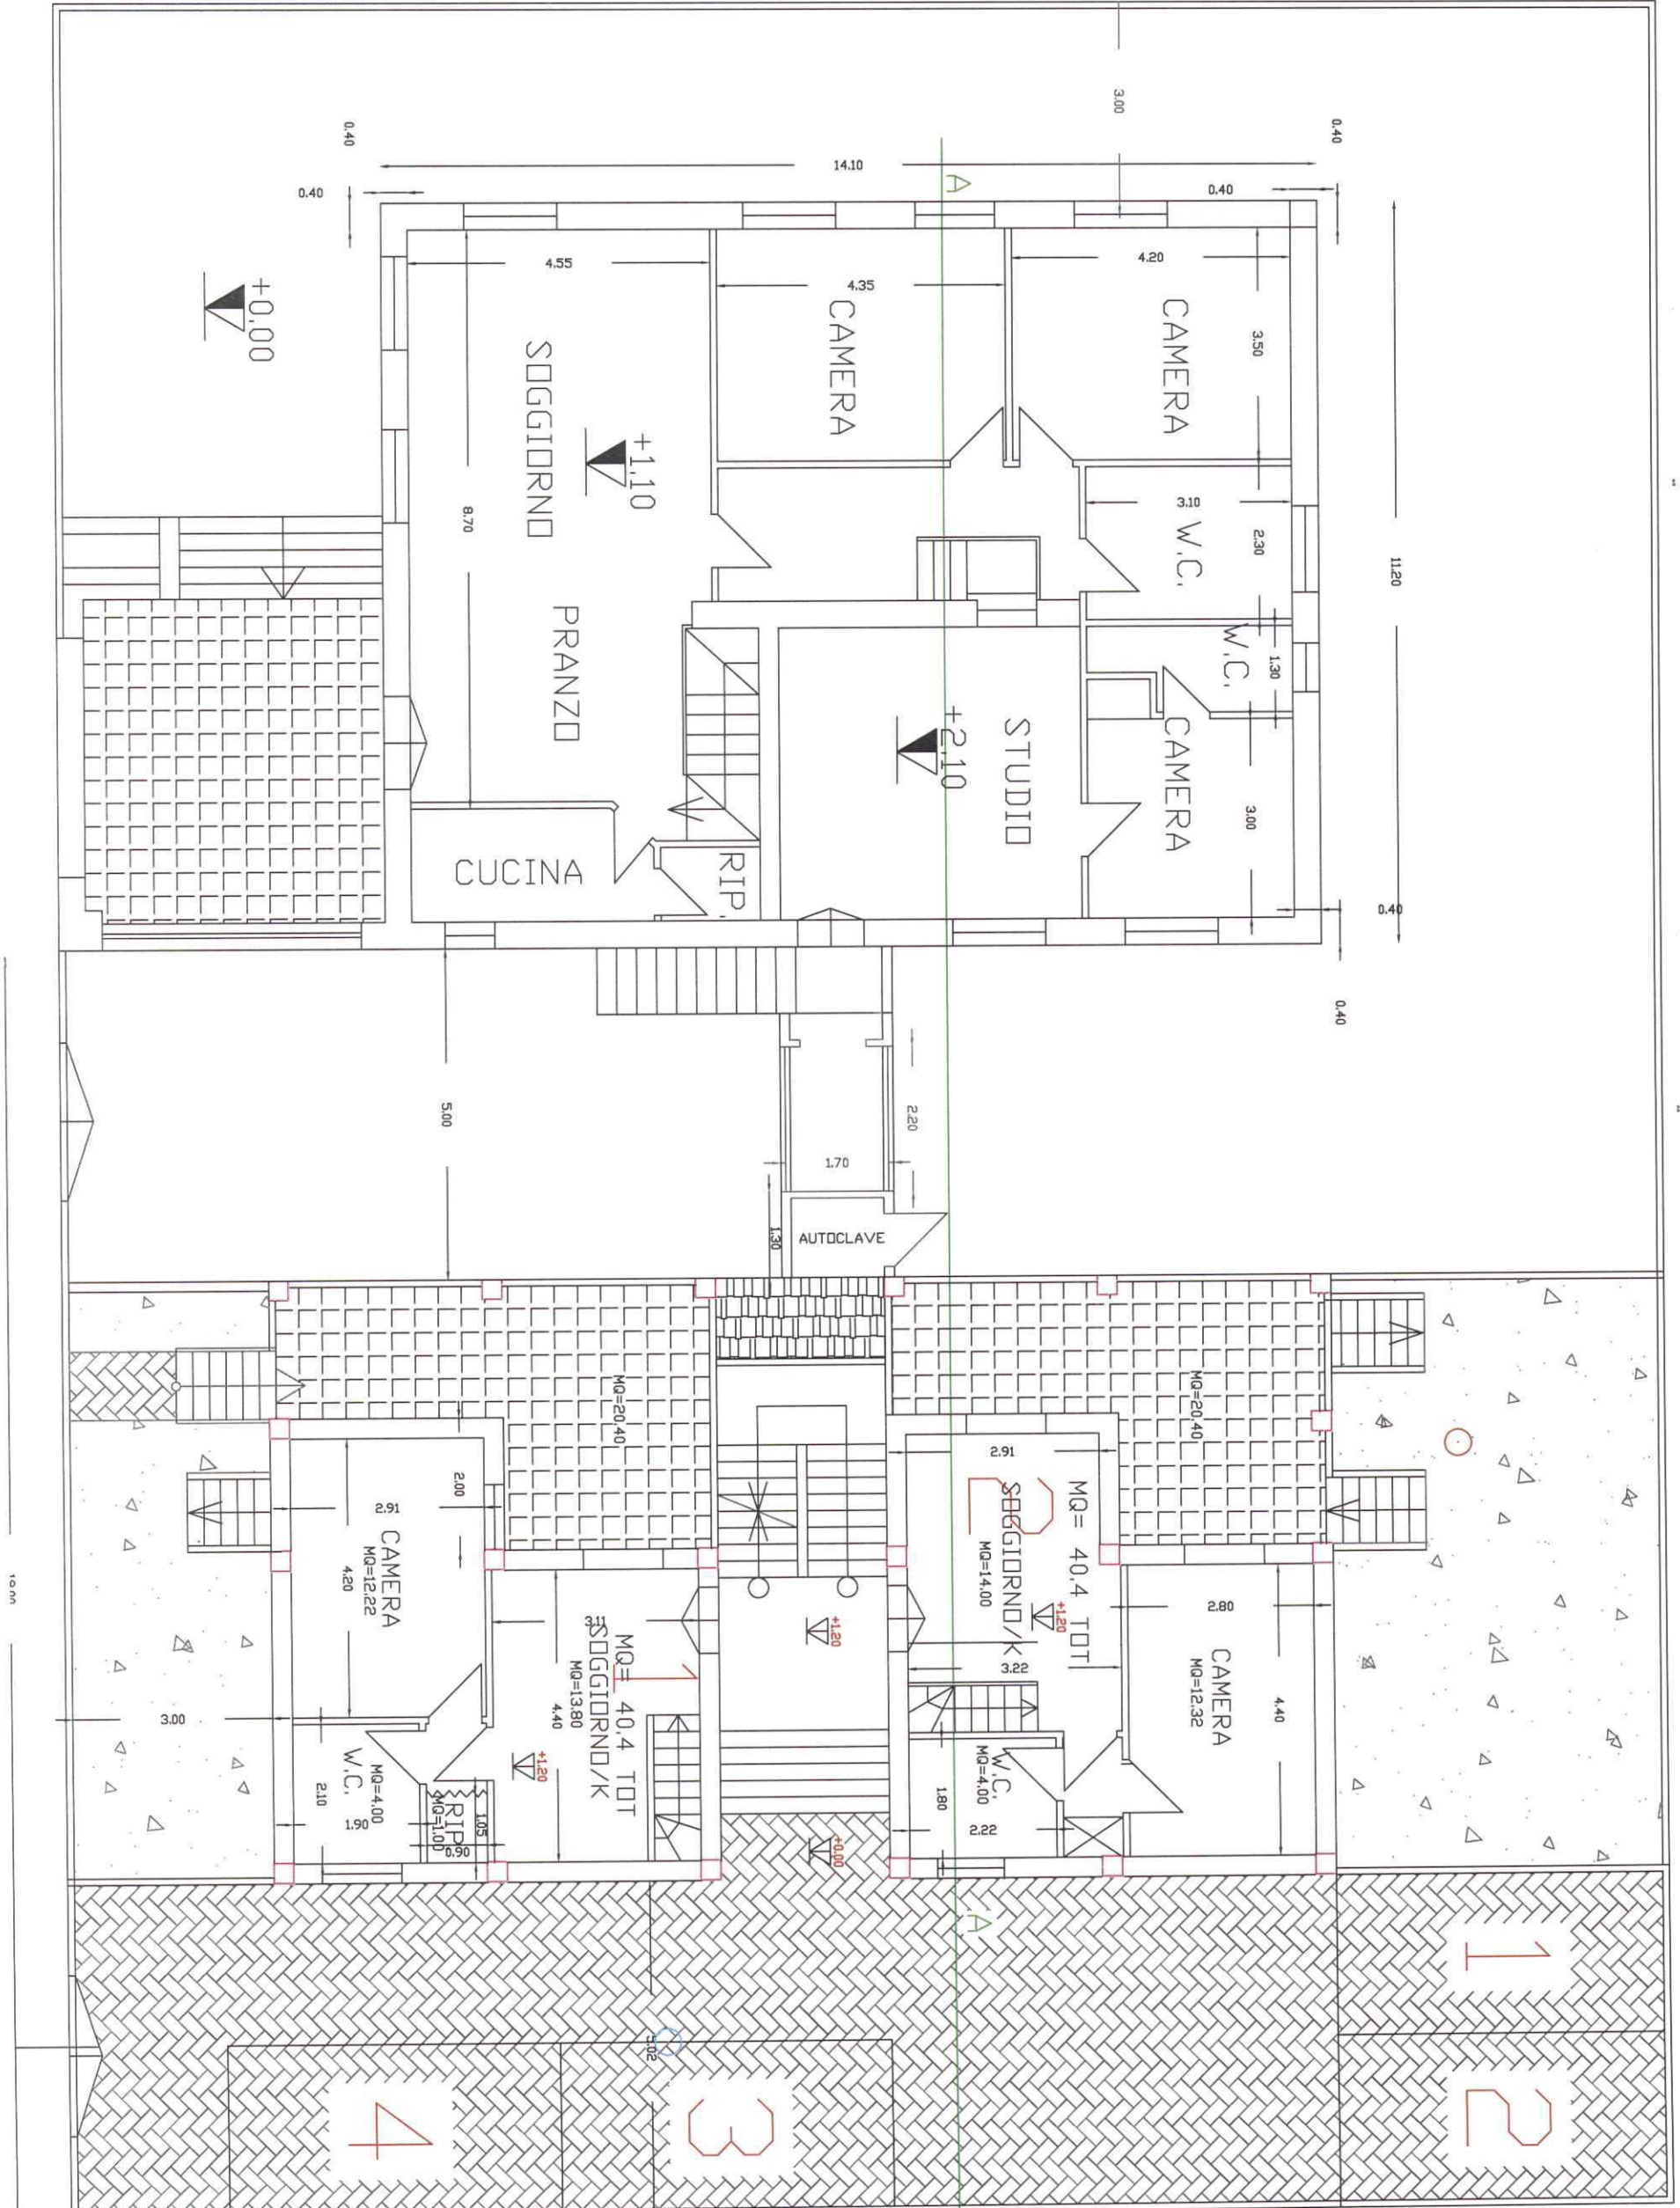 3.00
0.40
0.40
14.10
A
0.40
0.40
11.20
4.55
4.35
4.20
3.50
CAMERA
CAMERA
+0,00
SOGGIORNO
+1,10
8.70
3.10
W.C.
2.30
PRANZO
W.C.
1.30
STUDIO
+2,10
CAMERA
3.00
CUCINA
RIP.
0.40
0.40
5.00
2.20
1.70
1.30
AUTOCLAVE
MQ=20,40
MQ=20,40
2.00
2.91
CAMERA
MQ=12.22
4.20
2.91
2
MQ= 40,4 TOT
SOGGIORNO/K
MQ=14.00
+1.20
2.80
CAMERA
MQ=12.32
4.40
3.22
+1.20
3.11
1
MQ= 40,4 TOT
SOGGIORNO/K
MQ=13.80
4.40
+1.20
3.00
W.C.
MQ=4.00
2.10
1.90
RIP
MQ=1.00
1.05
0.90
W.C.
MQ=4.00
1.80
2.22
+0.00
A
1
2
3
4
5.02